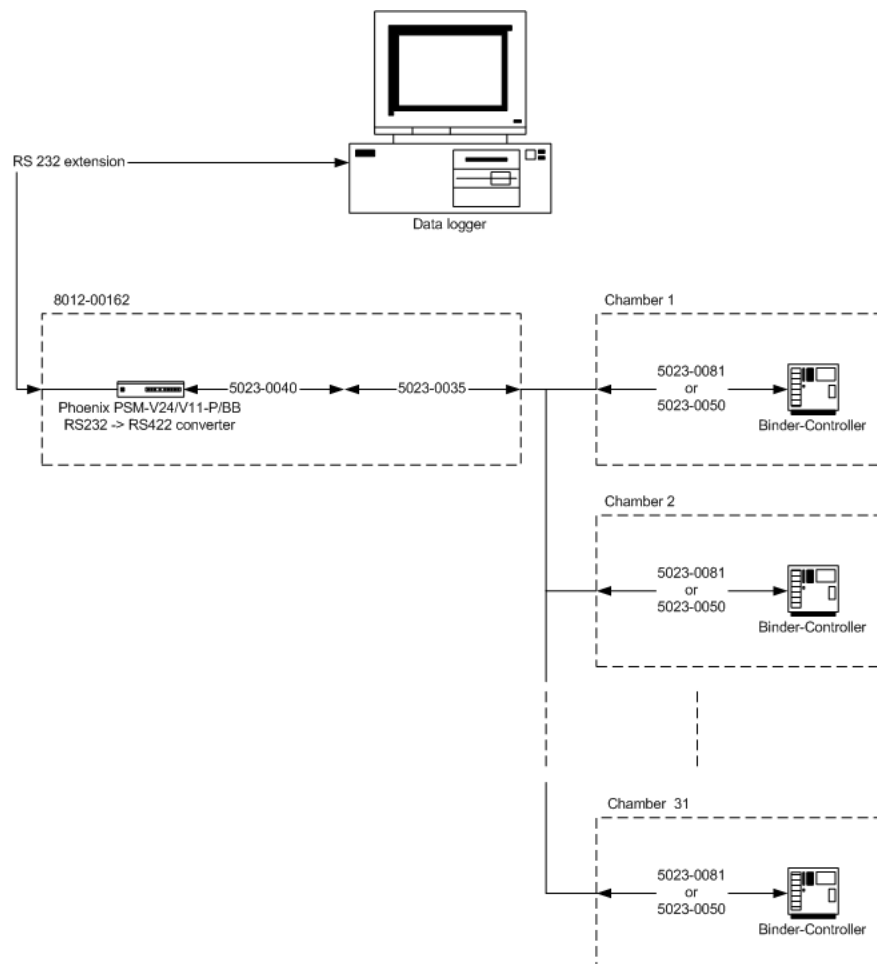 RS 232 extension
Data logger
8012-00162
5023-0040
5023-0035
Phoenix PSM-V24/V11-P/BB
RS232 -> RS422 converter
Chamber 1
5023-0081
or
5023-0050
Binder-Controller
Chamber 2
5023-0081
or
5023-0050
Binder-Controller
Chamber 31
5023-0081
or
5023-0050
Binder-Controller